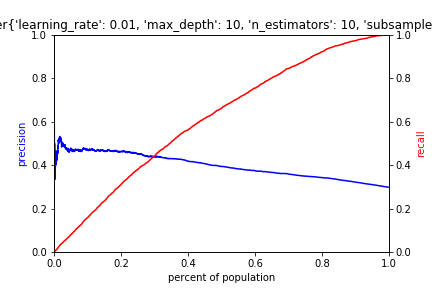 er{'learning_rate': 0.01, 'max_depth': 10, 'n_estimators': 10, 'subsample
1.0 1.0
0.8 0.8
0.6 0.6
precision recall
0.4 0.4
0.2 0.2
0.0 0.0
0.0 0.2 0.4 0.6 0.8 1.0
percent of population